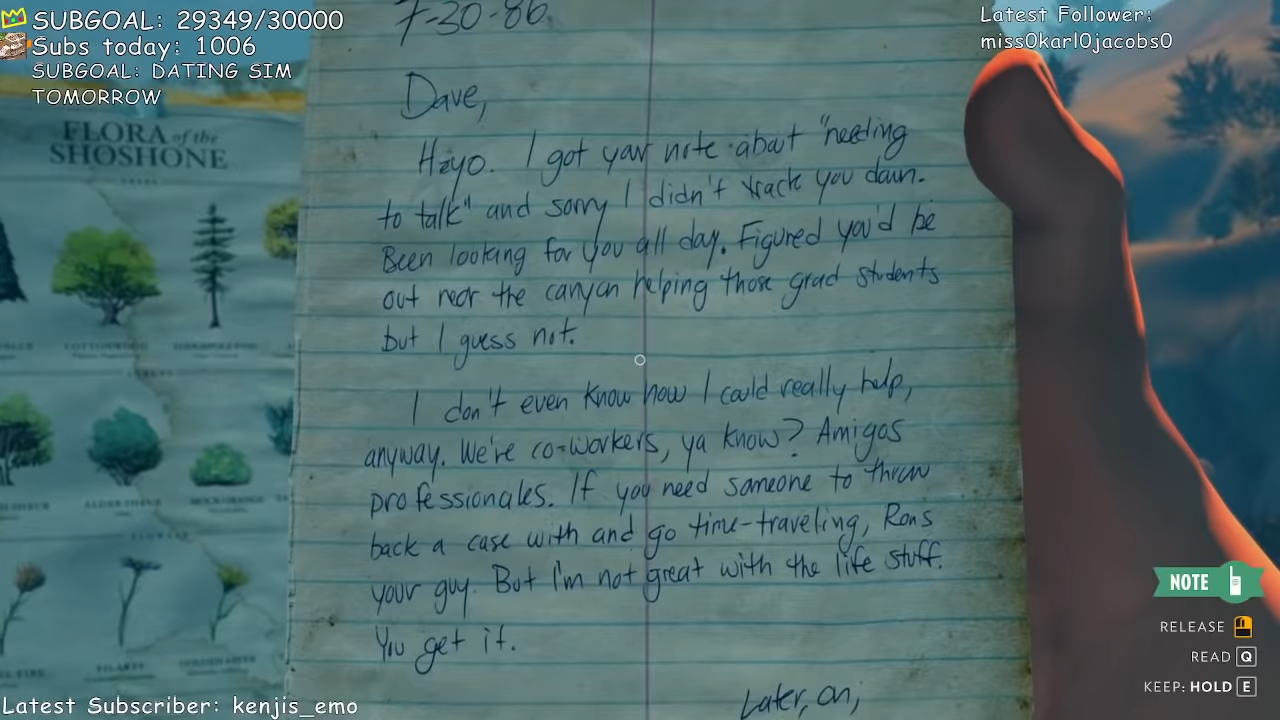 SUBGOAL: 29349/30000
Subs today: 1006
SUBGOAL: DATING SIM
TOMORROW
Latest Follower:
miss0karl0jacobs0
FLORA of the
SHOSHONE
7-30-86
Dave,
Heyo. I got your note about "needing
to talk" and sorry I didn't track you down.
Been looking for you all day. Figured you'd be
out near the canyon helping those grad students
but I guess not.
I don't even know how I could really help,
anyway. We're co-workers, ya know? Amigos
professionales. If you need someone to throw
back a case with and go time-traveling, Rons
your guy. But I'm not great with the life stuff.
You get it.
Later, on,
NOTE
RELEASE
READ Q
KEEP: HOLD E
Latest Subscriber: kenjis_emo